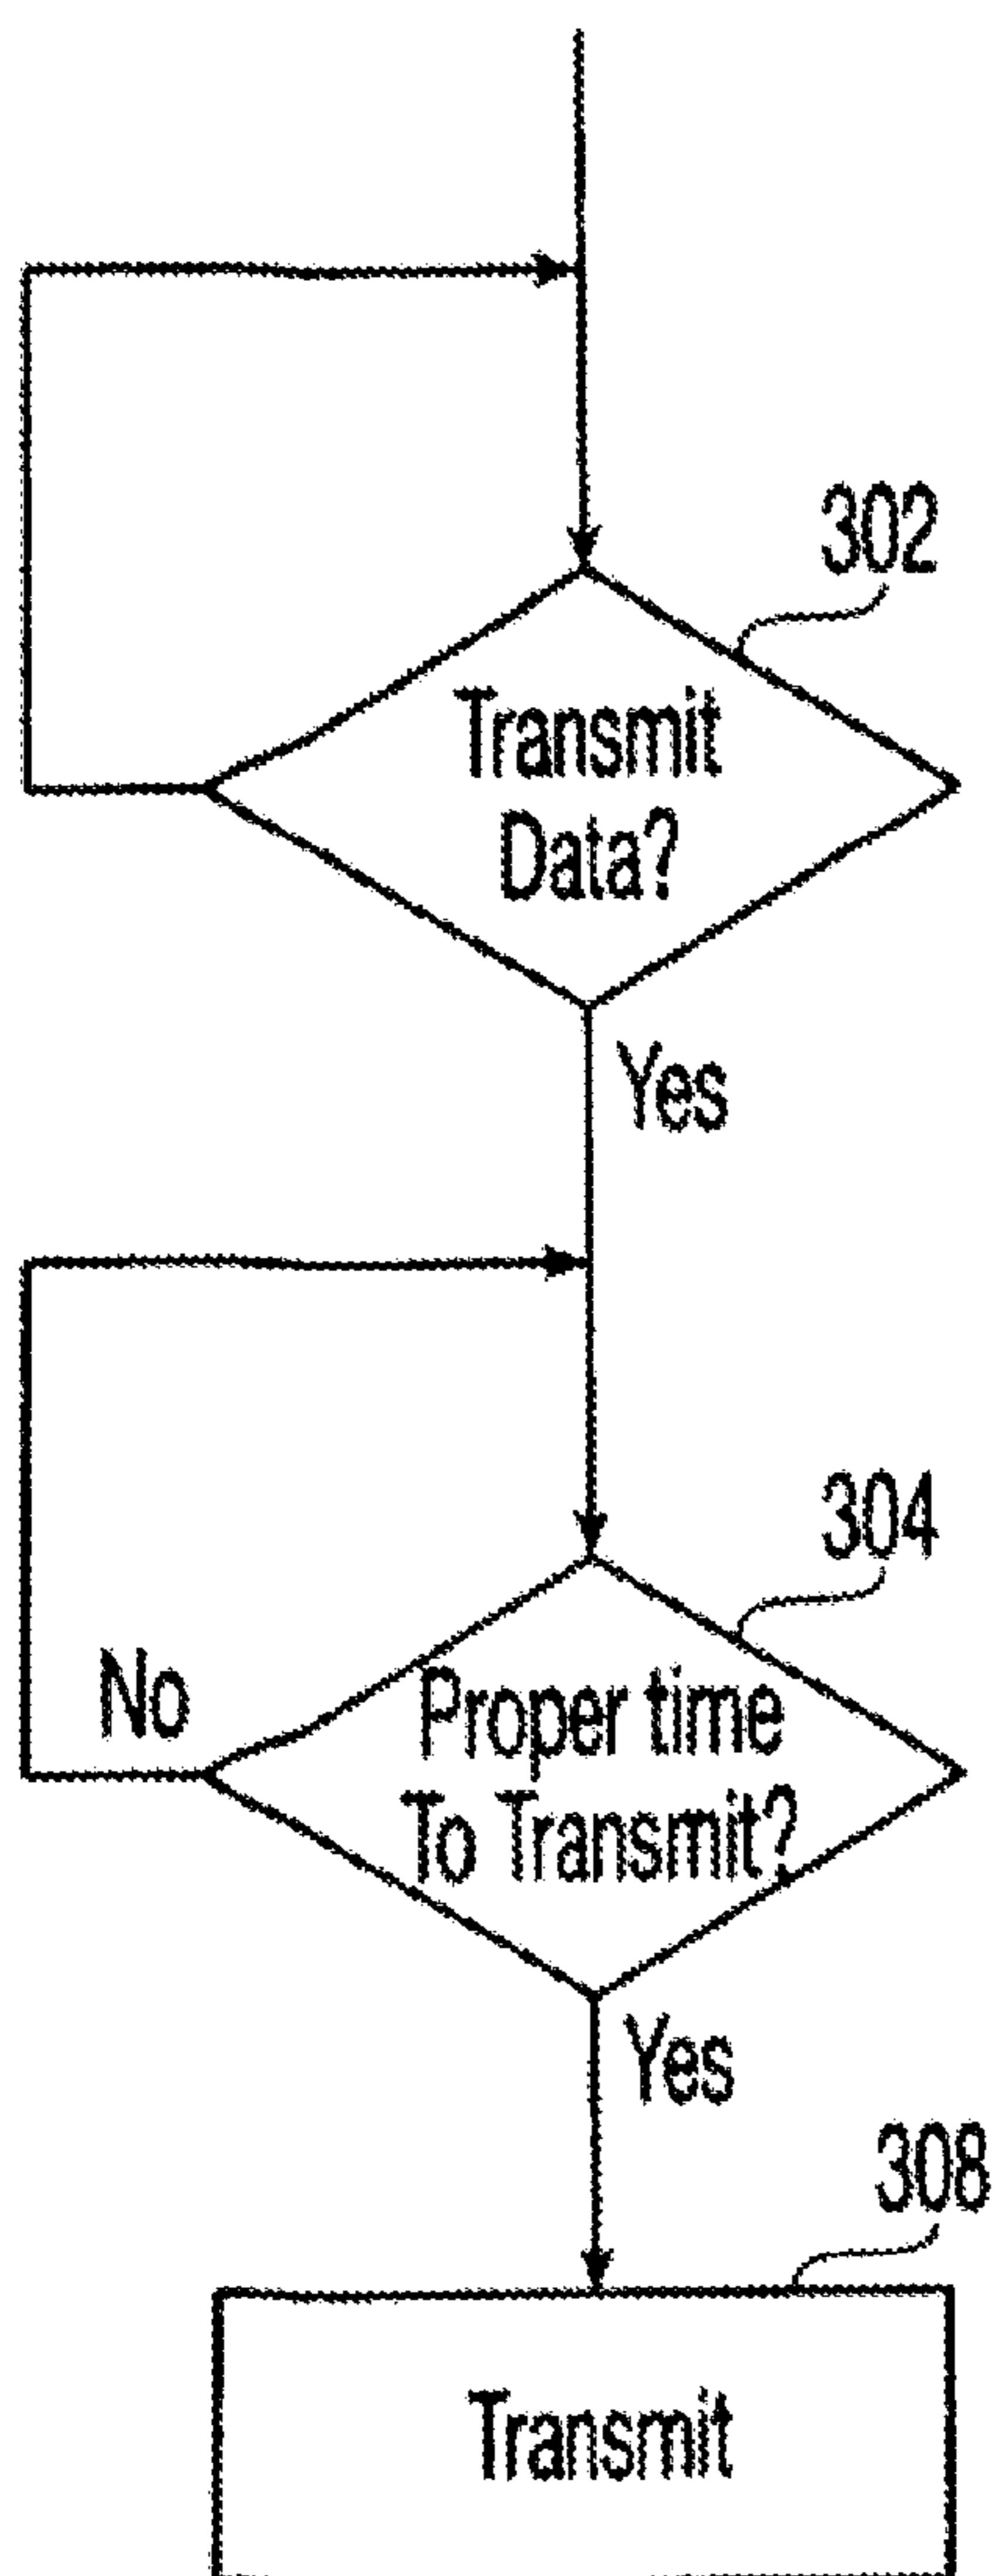 302
Transmit
Data?
Yes
304
No
Proper time
To Transmit?
Yes
308
Transmit